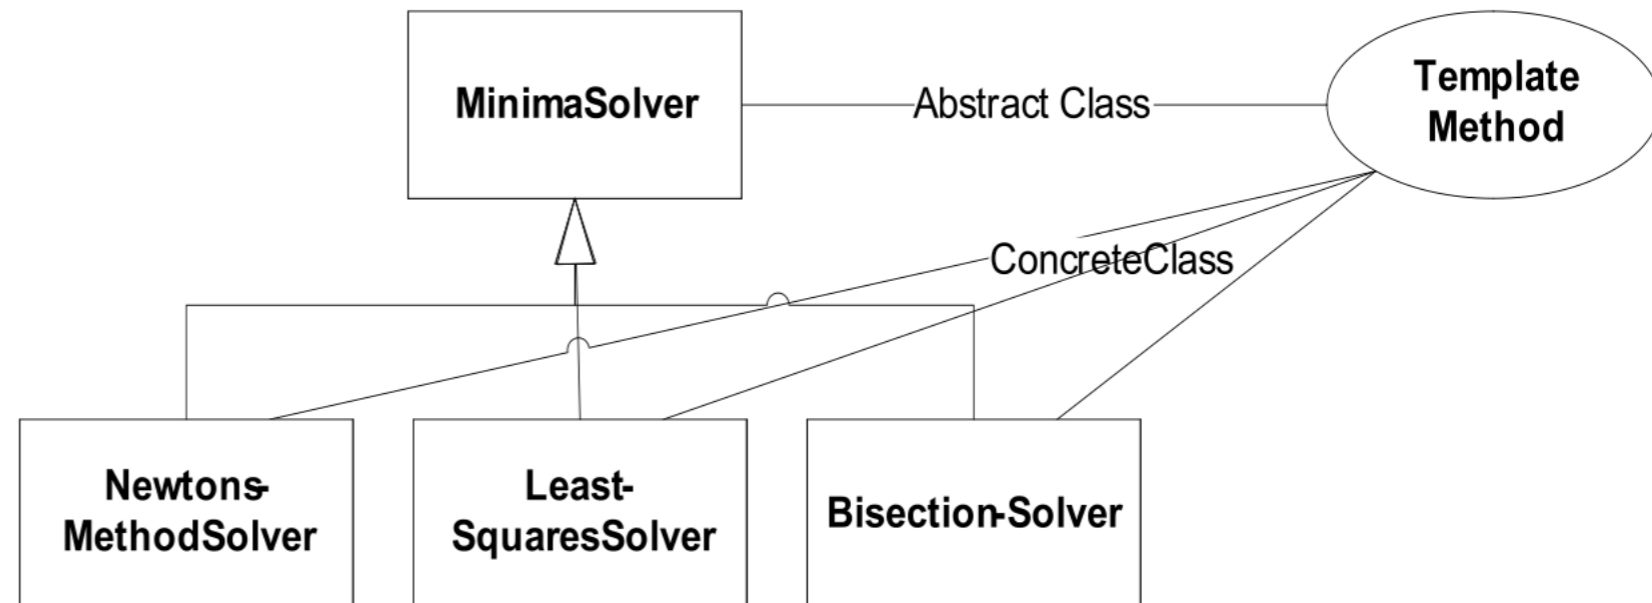 MinimaSolver
Abstract Class
Template
Method
ConcreteClass
Newtons-
MethodSolver
Least-
SquaresSolver
Bisection-Solver